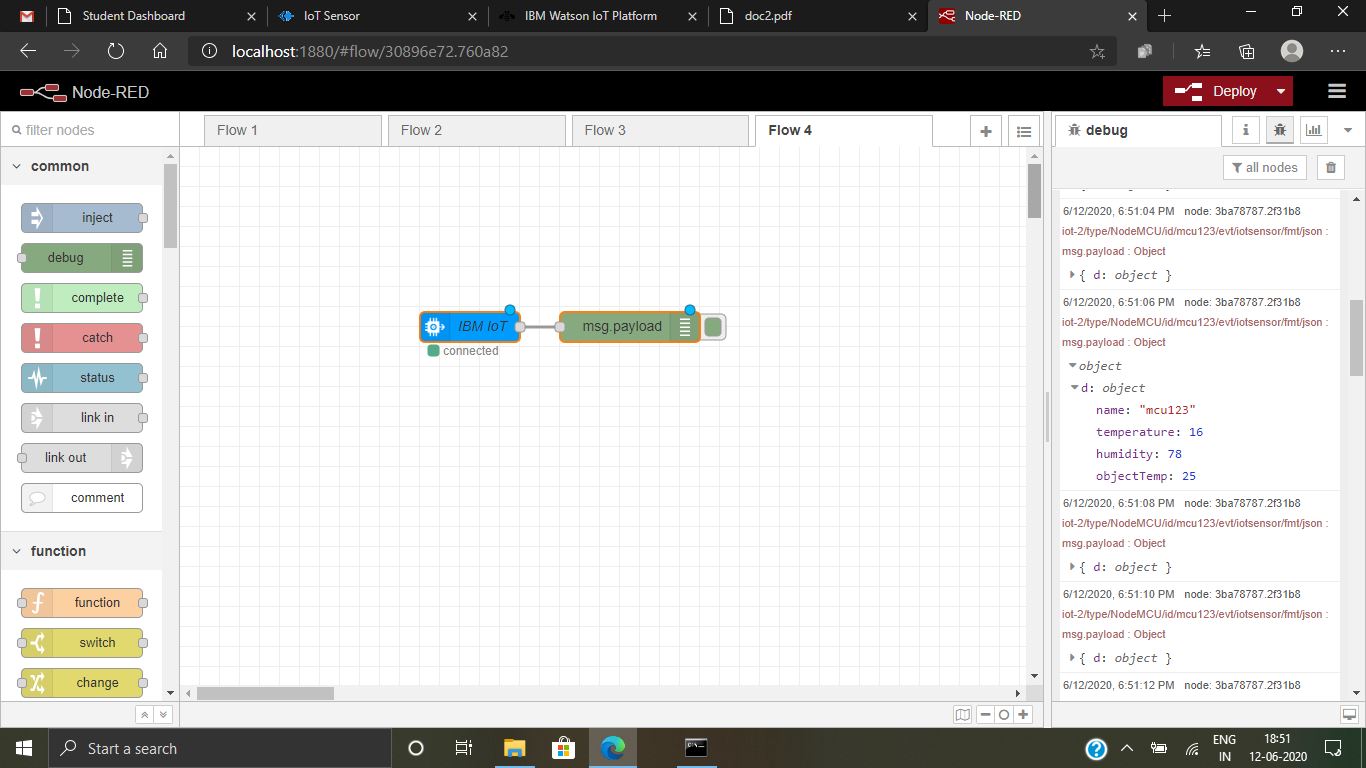 Student Dashboard
IoT Sensor
IBM Watson IoT Platform
doc2.pdf
Node-RED
localhost:1880/#flow/30896e72.760a82
Node-RED
Deploy
filter nodes
Flow 1
Flow 2
Flow 3
Flow 4
debug
common
all nodes
inject
debug
complete
catch
status
link in
link out
comment
function
function
switch
change
IBM IoT
msg.payload
connected
6/12/2020, 6:51:04 PM node: 3ba78787.2f31b8
iot-2/type/NodeMCU/id/mcu123/evt/iotsensor/fmt/json :
msg.payload : Object
{ d: object }
6/12/2020, 6:51:06 PM node: 3ba78787.2f31b8
iot-2/type/NodeMCU/id/mcu123/evt/iotsensor/fmt/json :
msg.payload : Object
object
d: object
name: "mcu123"
temperature: 16
humidity: 78
objectTemp: 25
6/12/2020, 6:51:08 PM node: 3ba78787.2f31b8
iot-2/type/NodeMCU/id/mcu123/evt/iotsensor/fmt/json :
msg.payload : Object
{ d: object }
6/12/2020, 6:51:10 PM node: 3ba78787.2f31b8
iot-2/type/NodeMCU/id/mcu123/evt/iotsensor/fmt/json :
msg.payload : Object
{ d: object }
6/12/2020, 6:51:12 PM node: 3ba78787.2f31b8
Start a search
ENG
IN
18:51
12-06-2020